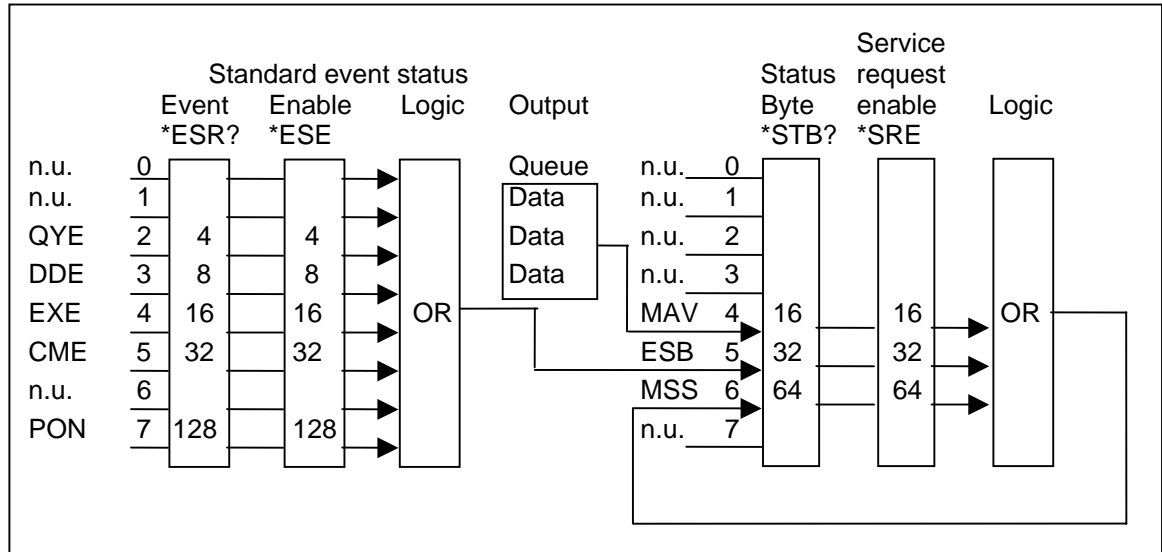 Service
Standard event status Status request
Event Enable Logic Output Byte enable Logic
*ESR? *ESE *STB? *SRE
n.u. 0 Queue n.u. 0
n.u. 1 Data n.u. 1
QYE 2 4 4 Data n.u. 2
DDE 3 8 8 Data n.u. 3
EXE 4 16 16 OR MAV 4 16 16 OR
CME 5 32 32 ESB 5 32 32
n.u. 6 MSS 6 64 64
PON 7 128 128 n.u. 7